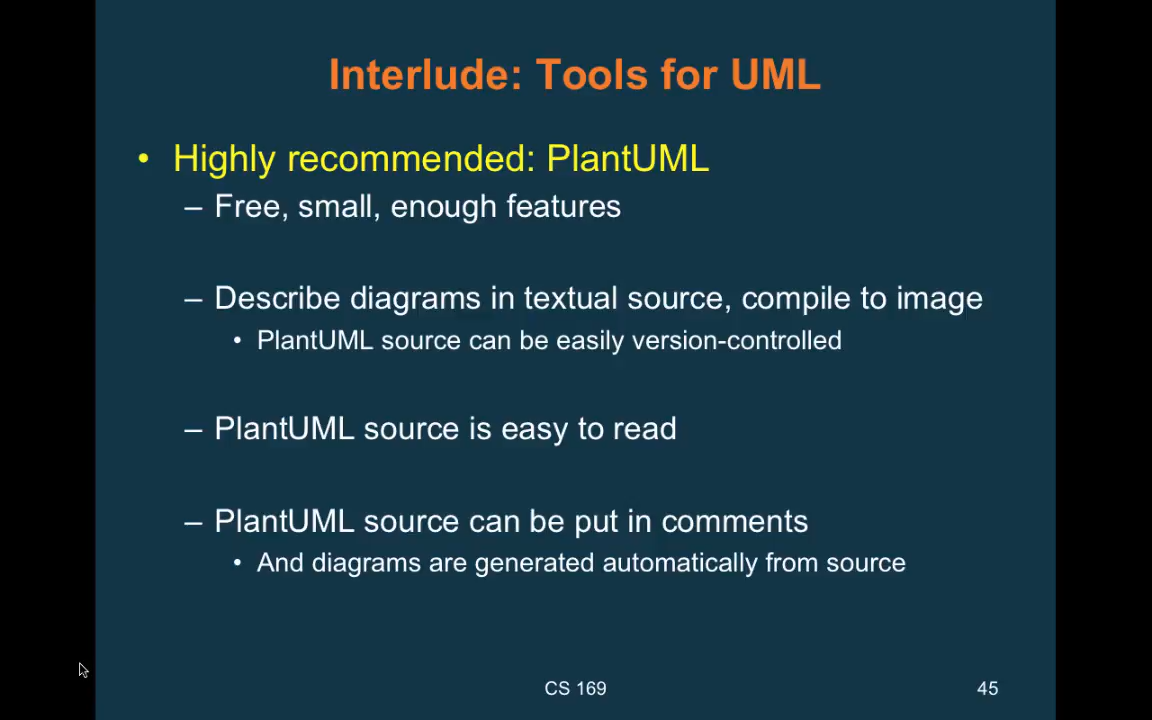 Interlude: Tools for UML
• Highly recommended: PlantUML
– Free, small, enough features
– Describe diagrams in textual source, compile to image
• PlantUML source can be easily version-controlled
– PlantUML source is easy to read
– PlantUML source can be put in comments
• And diagrams are generated automatically from source
CS 169
45